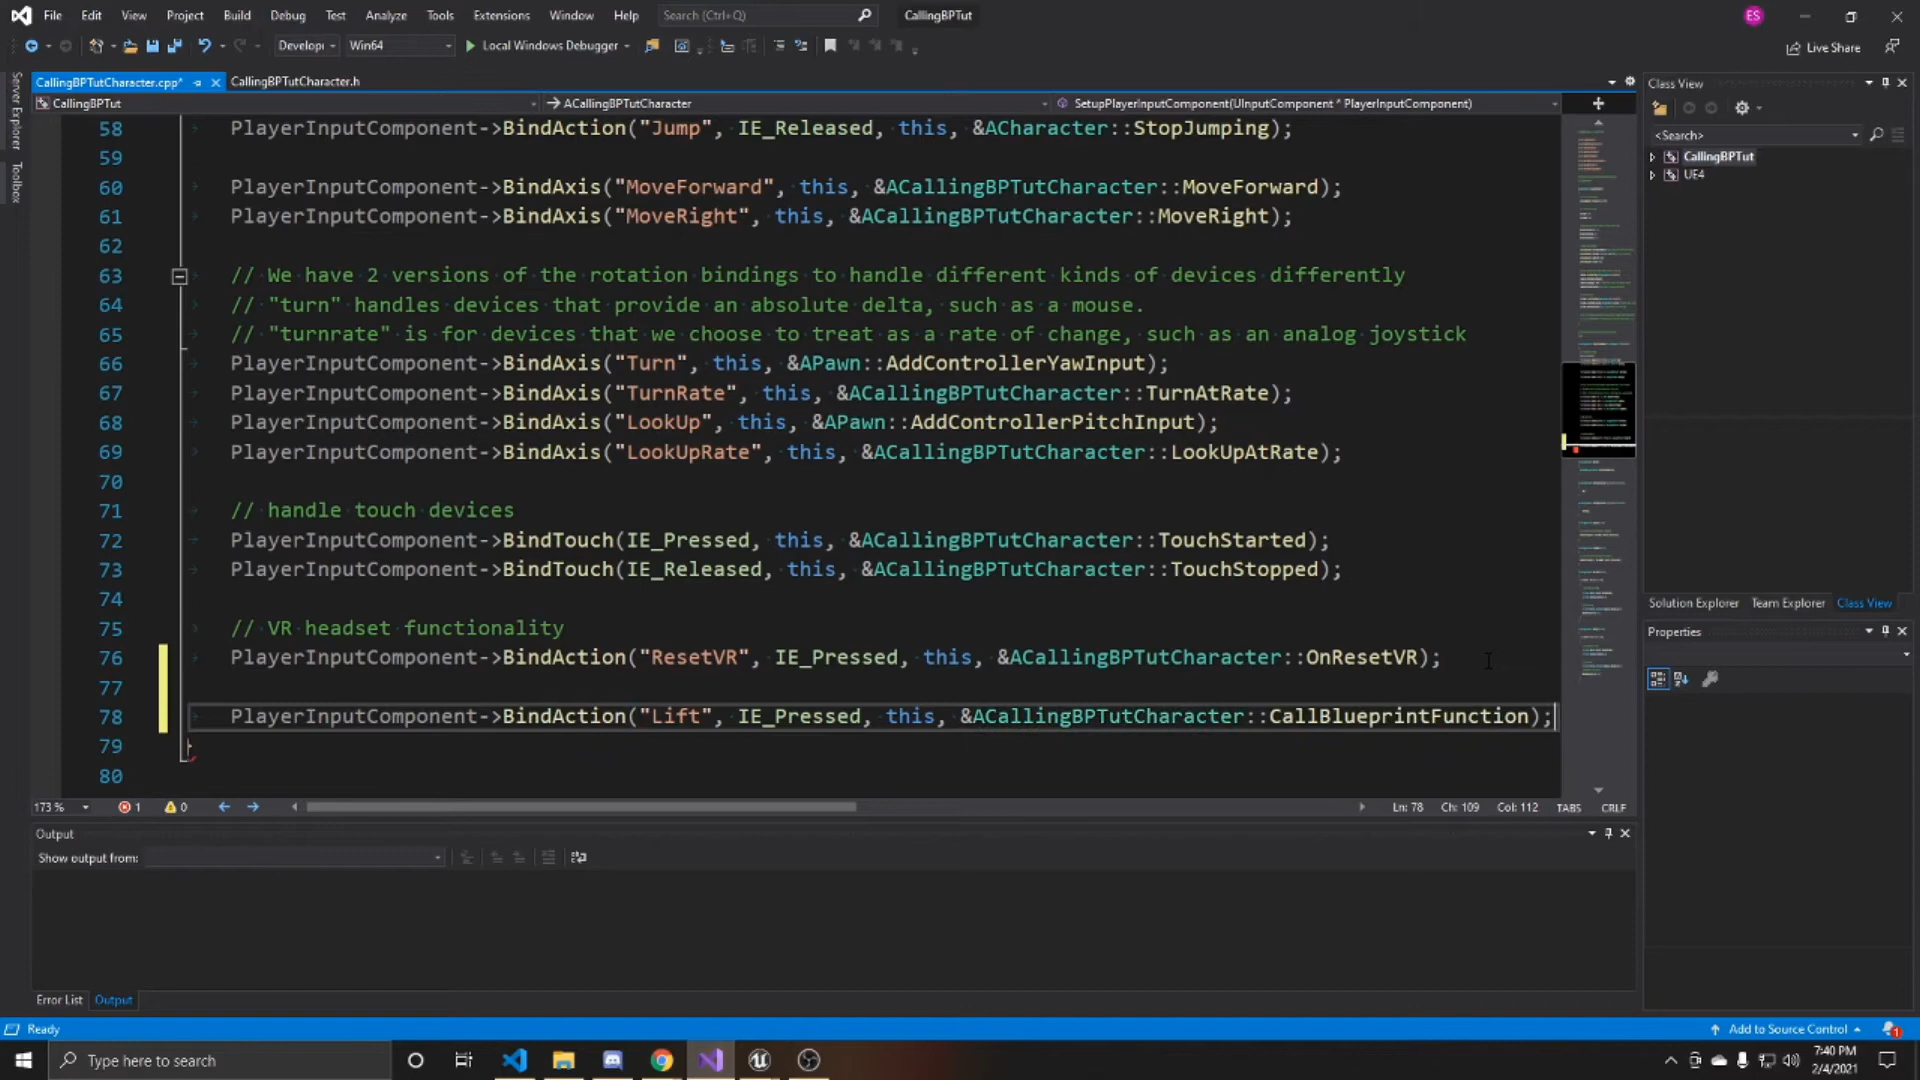 File Edit View Project Build Debug Test Analyze Tools Extensions Window Help Search (Ctrl+Q) CallingBPTut ES
Develop Win64 Local Windows Debugger Live Share
CallingBPTutCharacter.cpp* CallingBPTutCharacter.h
CallingBPTut ACallingBPTutCharacter SetupPlayerInputComponent(UInputComponent * PlayerInputComponent)
58 PlayerInputComponent->BindAction("Jump", IE_Released, this, &ACharacter::StopJumping);
59
60 PlayerInputComponent->BindAxis("MoveForward", this, &ACallingBPTutCharacter::MoveForward);
61 PlayerInputComponent->BindAxis("MoveRight", this, &ACallingBPTutCharacter::MoveRight);
62
63 // We have 2 versions of the rotation bindings to handle different kinds of devices differently
64 // "turn" handles devices that provide an absolute delta, such as a mouse.
65 // "turnrate" is for devices that we choose to treat as a rate of change, such as an analog joystick
66 PlayerInputComponent->BindAxis("Turn", this, &APawn::AddControllerYawInput);
67 PlayerInputComponent->BindAxis("TurnRate", this, &ACallingBPTutCharacter::TurnAtRate);
68 PlayerInputComponent->BindAxis("LookUp", this, &APawn::AddControllerPitchInput);
69 PlayerInputComponent->BindAxis("LookUpRate", this, &ACallingBPTutCharacter::LookUpAtRate);
70
71 // handle touch devices
72 PlayerInputComponent->BindTouch(IE_Pressed, this, &ACallingBPTutCharacter::TouchStarted);
73 PlayerInputComponent->BindTouch(IE_Released, this, &ACallingBPTutCharacter::TouchStopped);
74
75 // VR headset functionality
76 PlayerInputComponent->BindAction("ResetVR", IE_Pressed, this, &ACallingBPTutCharacter::OnResetVR);
77
78 PlayerInputComponent->BindAction("Lift", IE_Pressed, this, &ACallingBPTutCharacter::CallBlueprintFunction);
79 }
80
173 % 1 0 Ln: 78 Ch: 109 Col: 112 TABS CRLF
Output
Show output from:
Error List Output
Server Explorer
Toolbox
Class View
<Search>
CallingBPTut
UE4
Solution Explorer Team Explorer Class View
Properties
Ready Add to Source Control 1
Type here to search 7:40 PM
2/4/2021